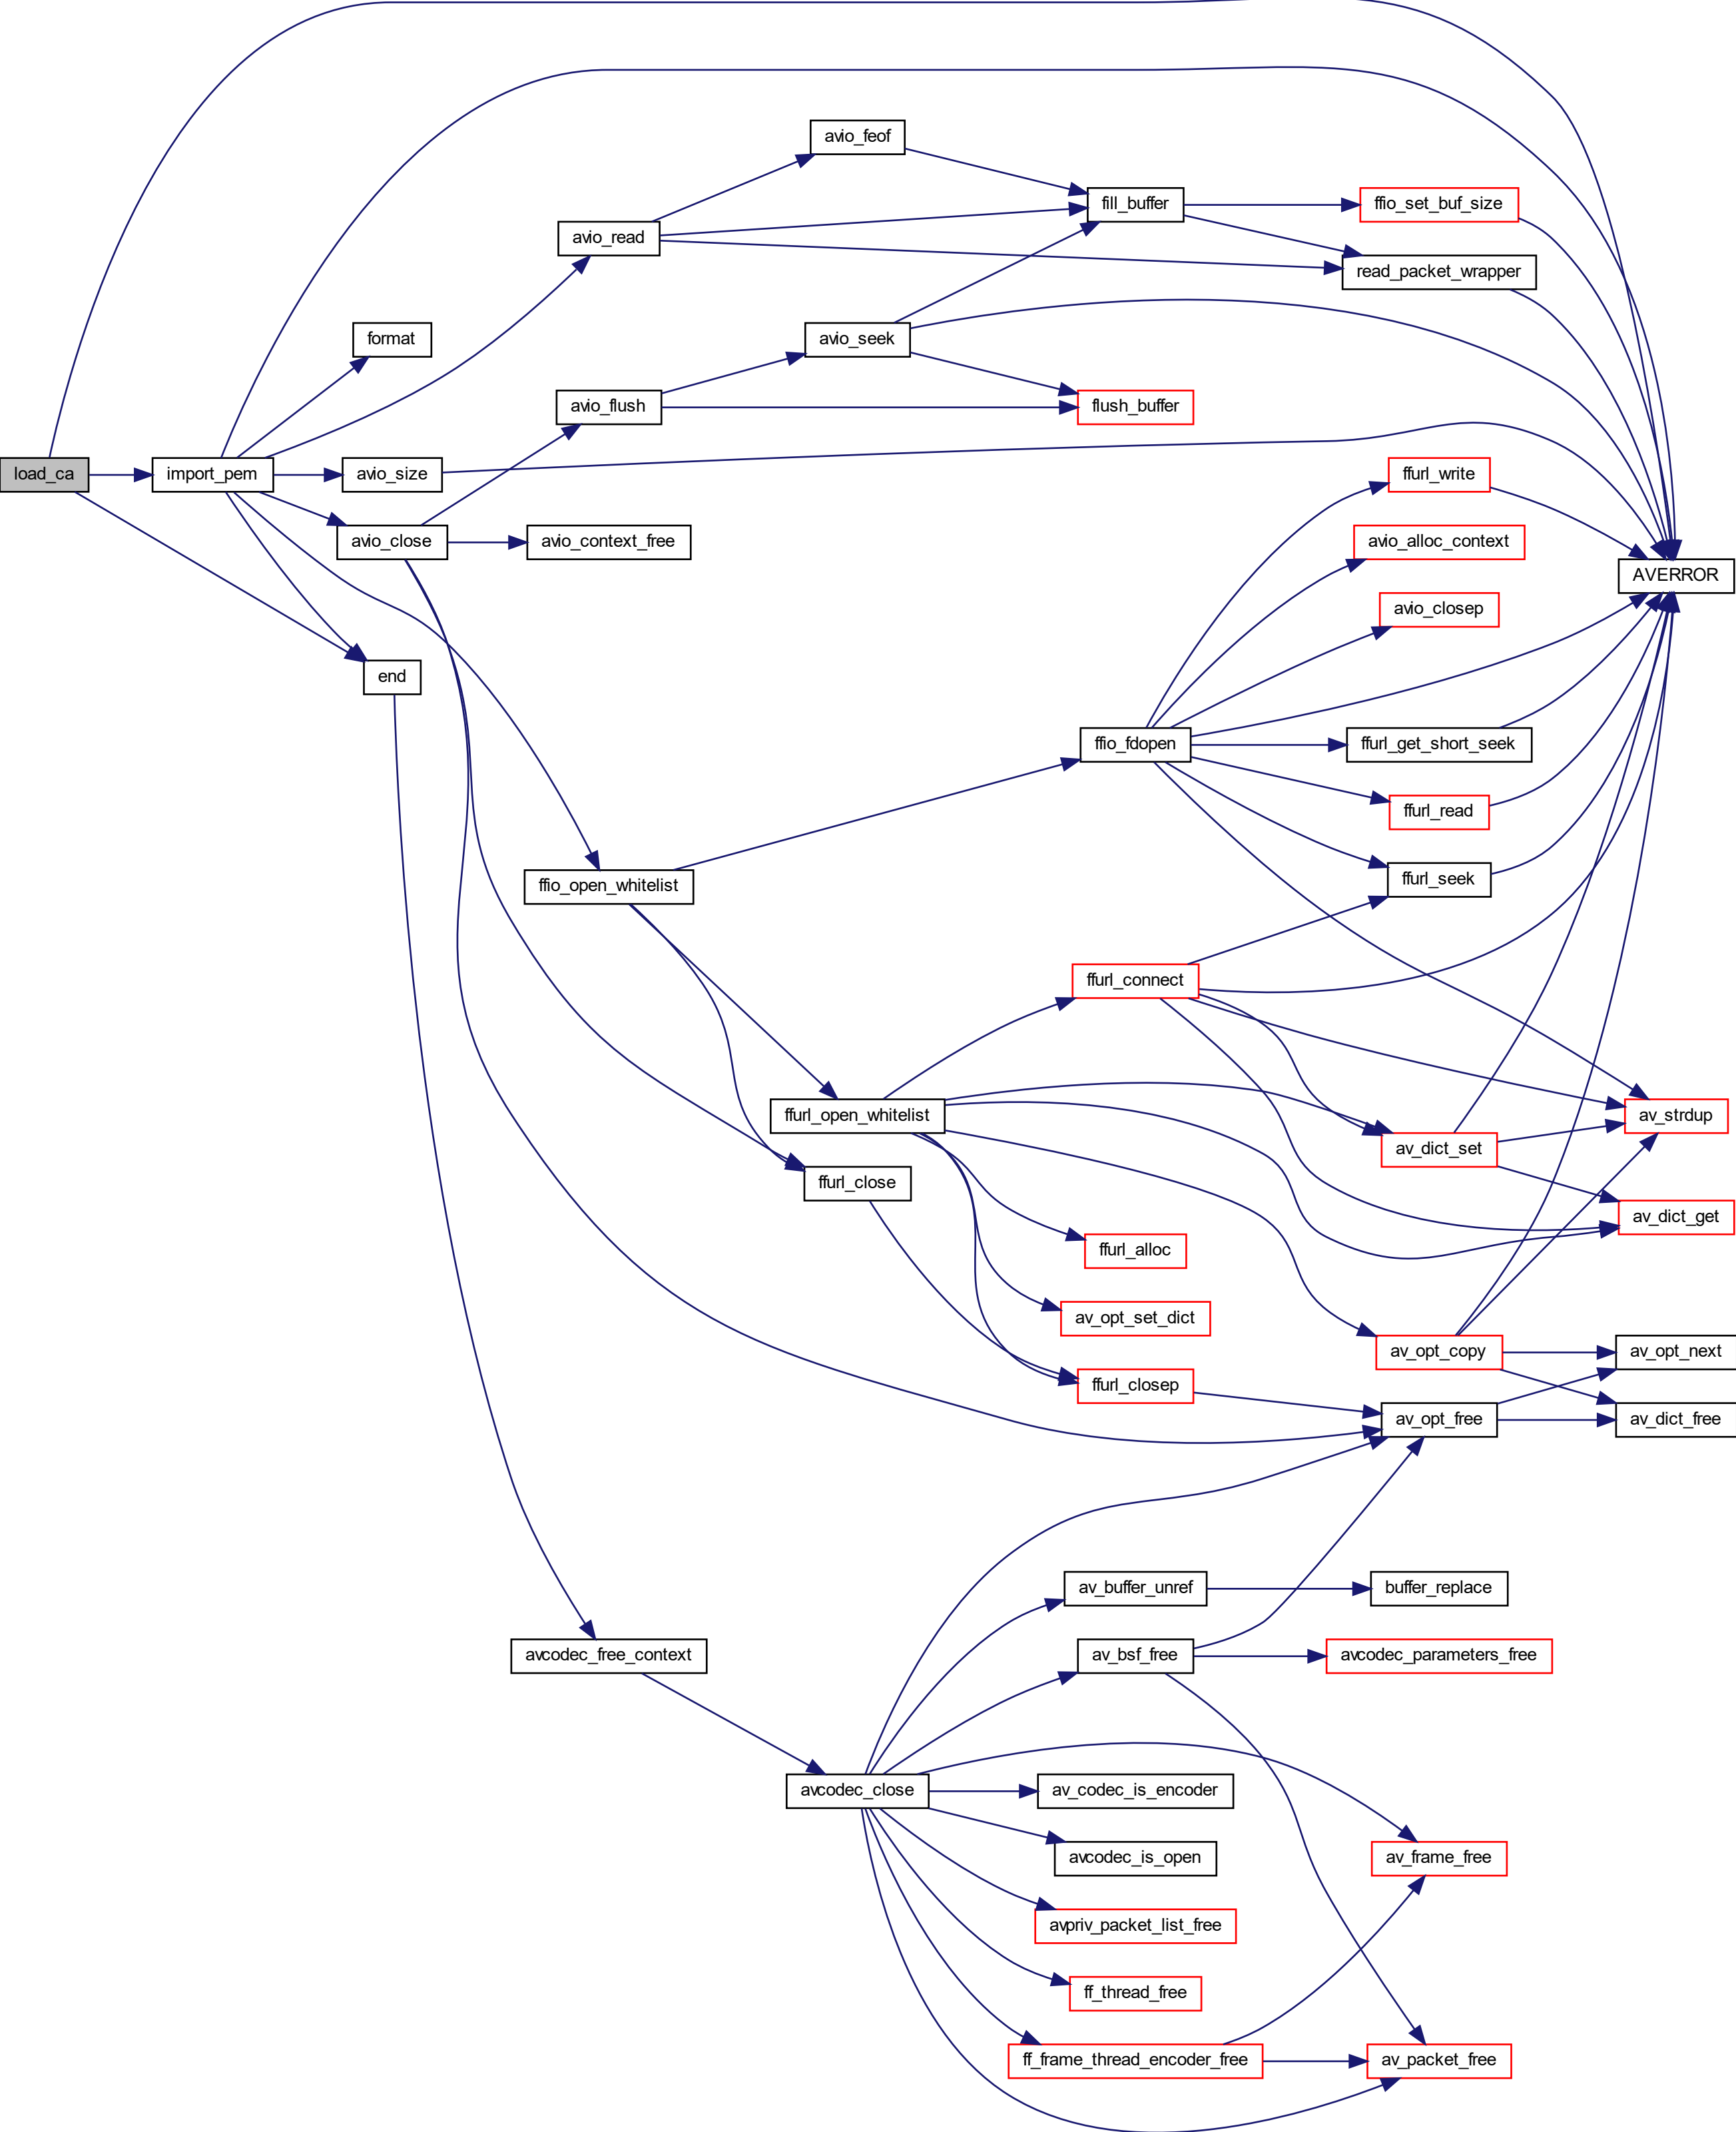 avio_feof
fill_buffer
ffio_set_buf_size
avio_read
read_packet_wrapper
format
avio_seek
avio_flush
flush_buffer
load_ca
import_pem
avio_size
ffurl_write
avio_close
avio_context_free
avio_alloc_context
AVERROR
avio_closep
end
ffio_fdopen
ffurl_get_short_seek
ffurl_read
ffio_open_whitelist
ffurl_seek
ffurl_connect
ffurl_open_whitelist
av_strdup
av_dict_set
ffurl_close
av_dict_get
ffurl_alloc
av_opt_set_dict
av_opt_copy
av_opt_next
ffurl_closep
av_opt_free
av_dict_free
av_buffer_unref
buffer_replace
avcodec_free_context
av_bsf_free
avcodec_parameters_free
avcodec_close
av_codec_is_encoder
avcodec_is_open
av_frame_free
avpriv_packet_list_free
ff_thread_free
ff_frame_thread_encoder_free
av_packet_free